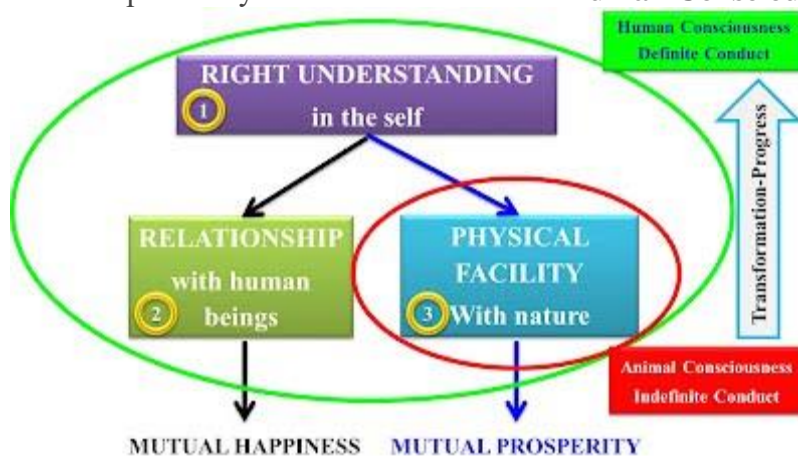 Human Consciousness
Definite Conduct
RIGHT UNDERSTANDING
1
in the self
Transformation-Progress
RELATIONSHIP
with human
beings
2
PHYSICAL
FACILITY
3
With nature
Animal Consciousness
Indefinite Conduct
MUTUAL HAPPINESS
MUTUAL PROSPERITY